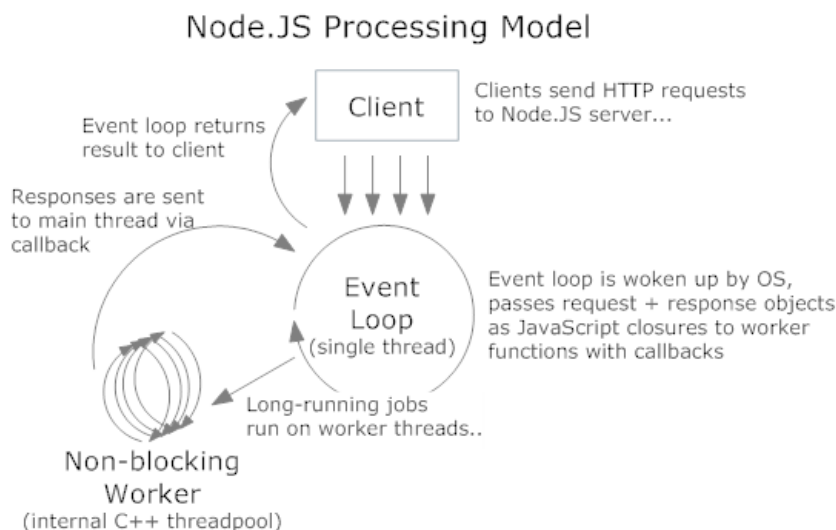 Node.JS Processing Model
Client
Clients send HTTP requests
to Node.JS server...
Event loop returns
result to client
Responses are sent
to main thread via
callback
Event
Loop
(single thread)
Event loop is woken up by OS,
passes request + response objects
as JavaScript closures to worker
functions with callbacks
Long-running jobs
run on worker threads..
Non-blocking
Worker
(internal C++ threadpool)